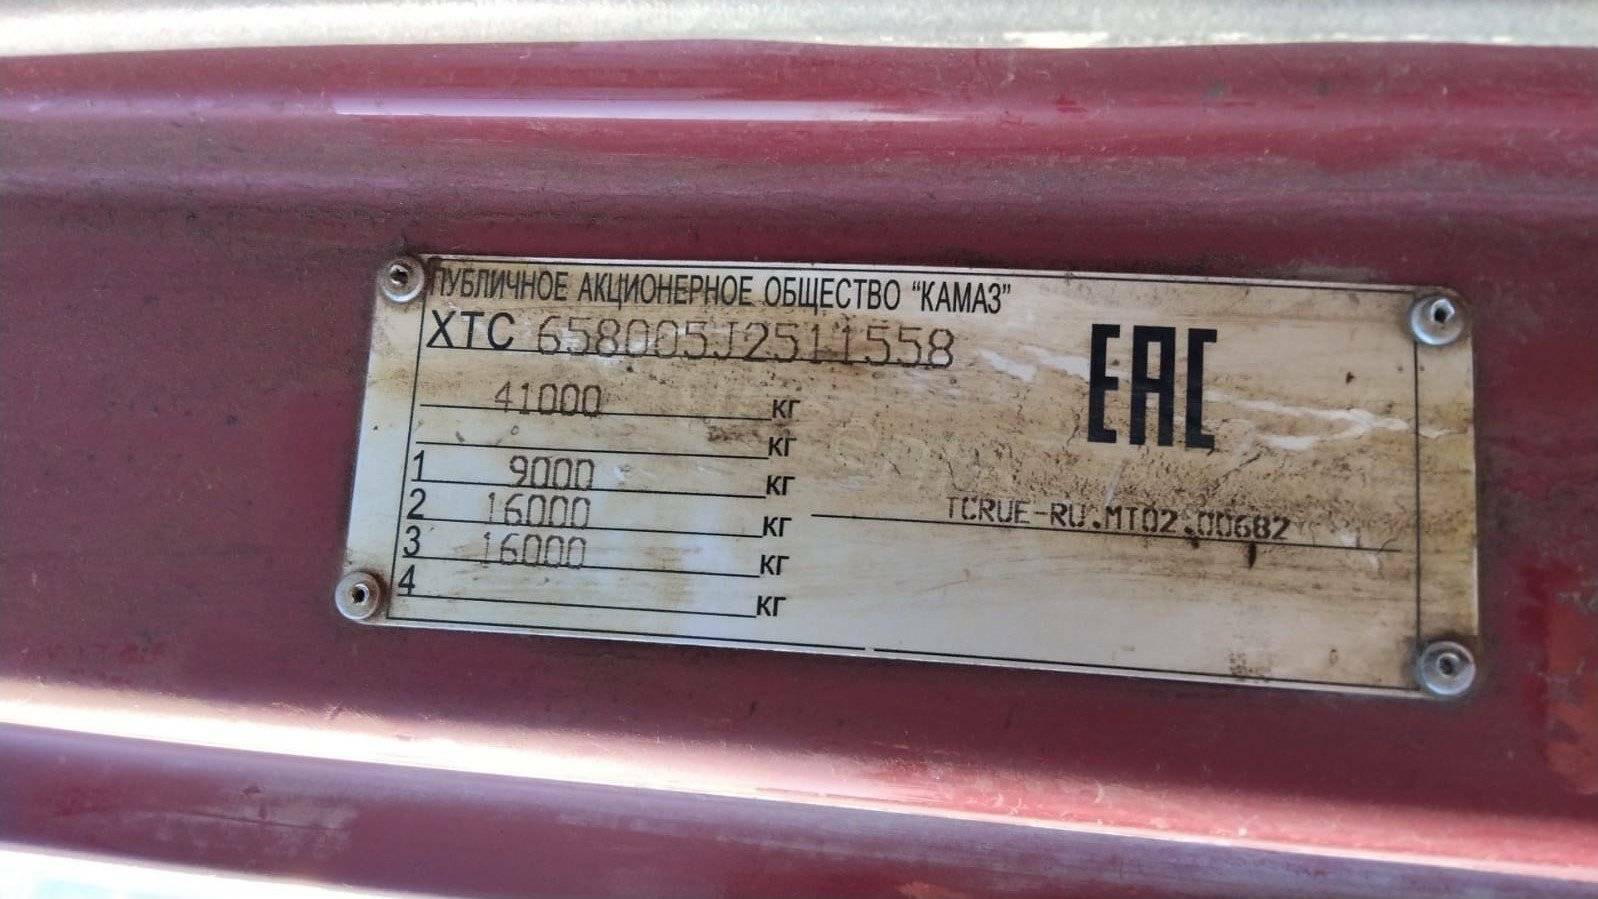 ПУБЛИЧНОЕ АКЦИОНЕРНОЕ ОБЩЕСТВО "КАМАЗ"
XTC 658005J2511558
EAC
41000 кг
кг
1 9000 кг
2 16000 кг
3 16000 кг
4 кг
TCRUE-RU.MT02.00682